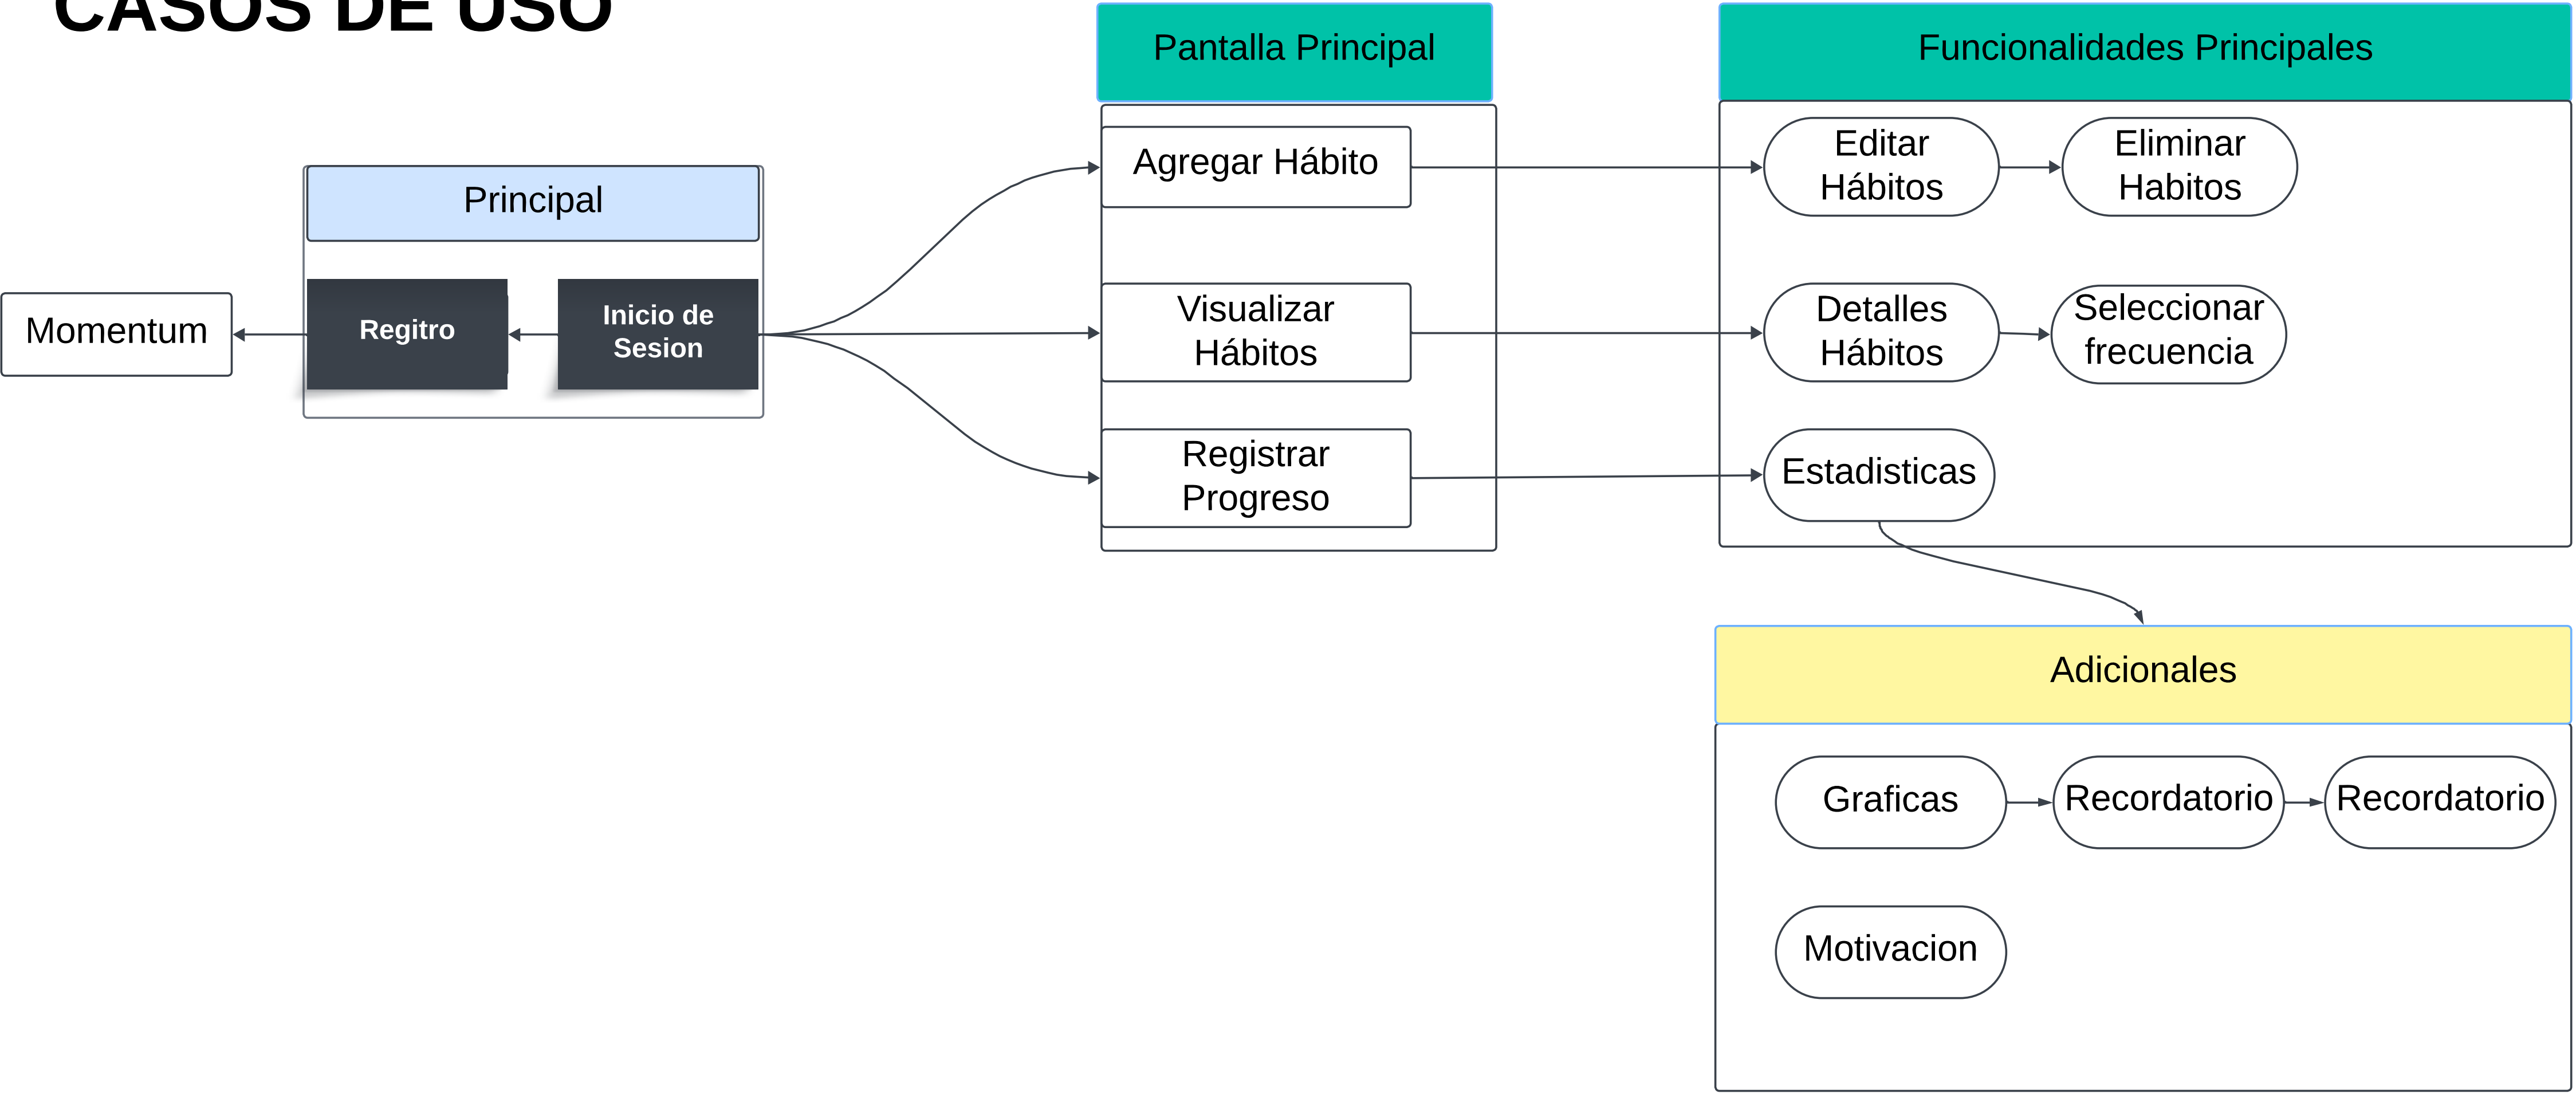 CASOS DE USO
Pantalla Principal
Funcionalidades Principales
Principal
Momentum
Regitro
Inicio de
Sesion
Agregar Hábito
Visualizar
Hábitos
Registrar
Progreso
Editar
Hábitos
Eliminar
Habitos
Detalles
Hábitos
Seleccionar
frecuencia
Estadisticas
Adicionales
Graficas
Recordatorio
Recordatorio
Motivacion